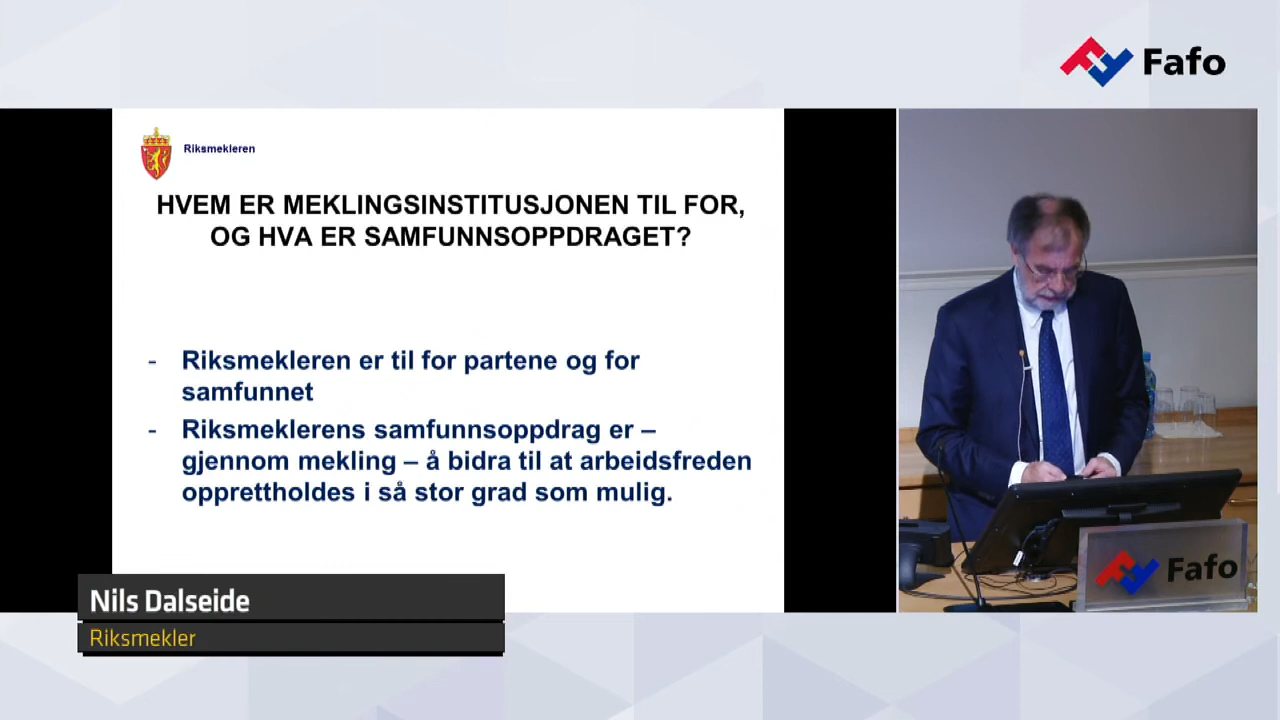 Fafo
Riksmekleren
HVEM ER MEKLINGSINSTITUSJONEN TIL FOR,
OG HVA ER SAMFUNNSOPPDRAGET?
- Riksmekleren er til for partene og for
samfunnet
- Riksmeklerens samfunnsoppdrag er –
gjennom mekling – å bidra til at arbeidsfreden
opprettholdes i så stor grad som mulig.
Fafo
Nils Dalseide
Riksmekler